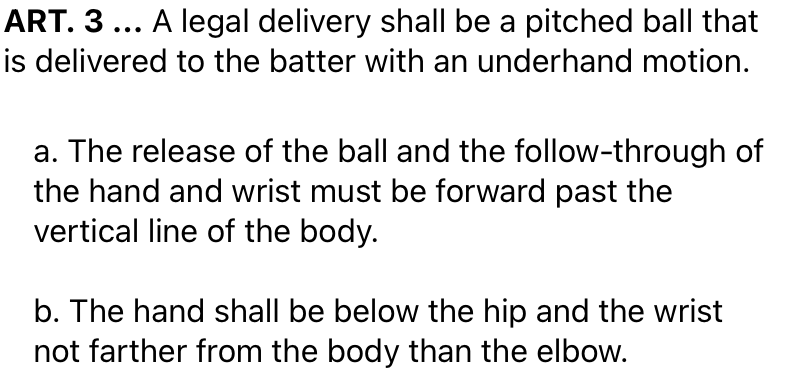 ART. 3 ... A legal delivery shall be a pitched ball that
is delivered to the batter with an underhand motion.
a. The release of the ball and the follow-through of
the hand and wrist must be forward past the
vertical line of the body.
b. The hand shall be below the hip and the wrist
not farther from the body than the elbow.